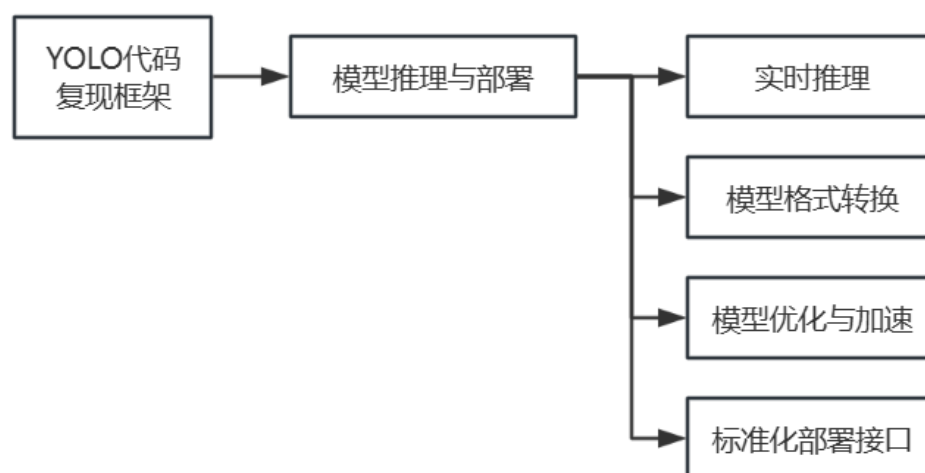 YOLO代码
复现框架
模型推理与部署
实时推理
模型格式转换
模型优化与加速
标准化部署接口